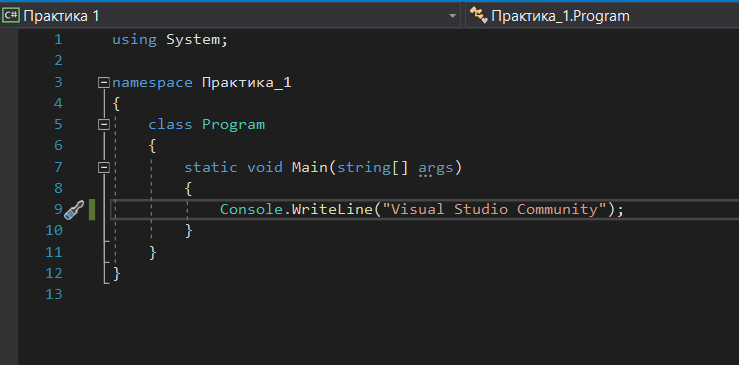 C# Практика 1 Практика_1.Program
1 using System;
2
3 namespace Практика_1
4 {
5 class Program
6 {
7 static void Main(string[] args)
8 {
9 Console.WriteLine("Visual Studio Community");
10 }
11 }
12 }
13